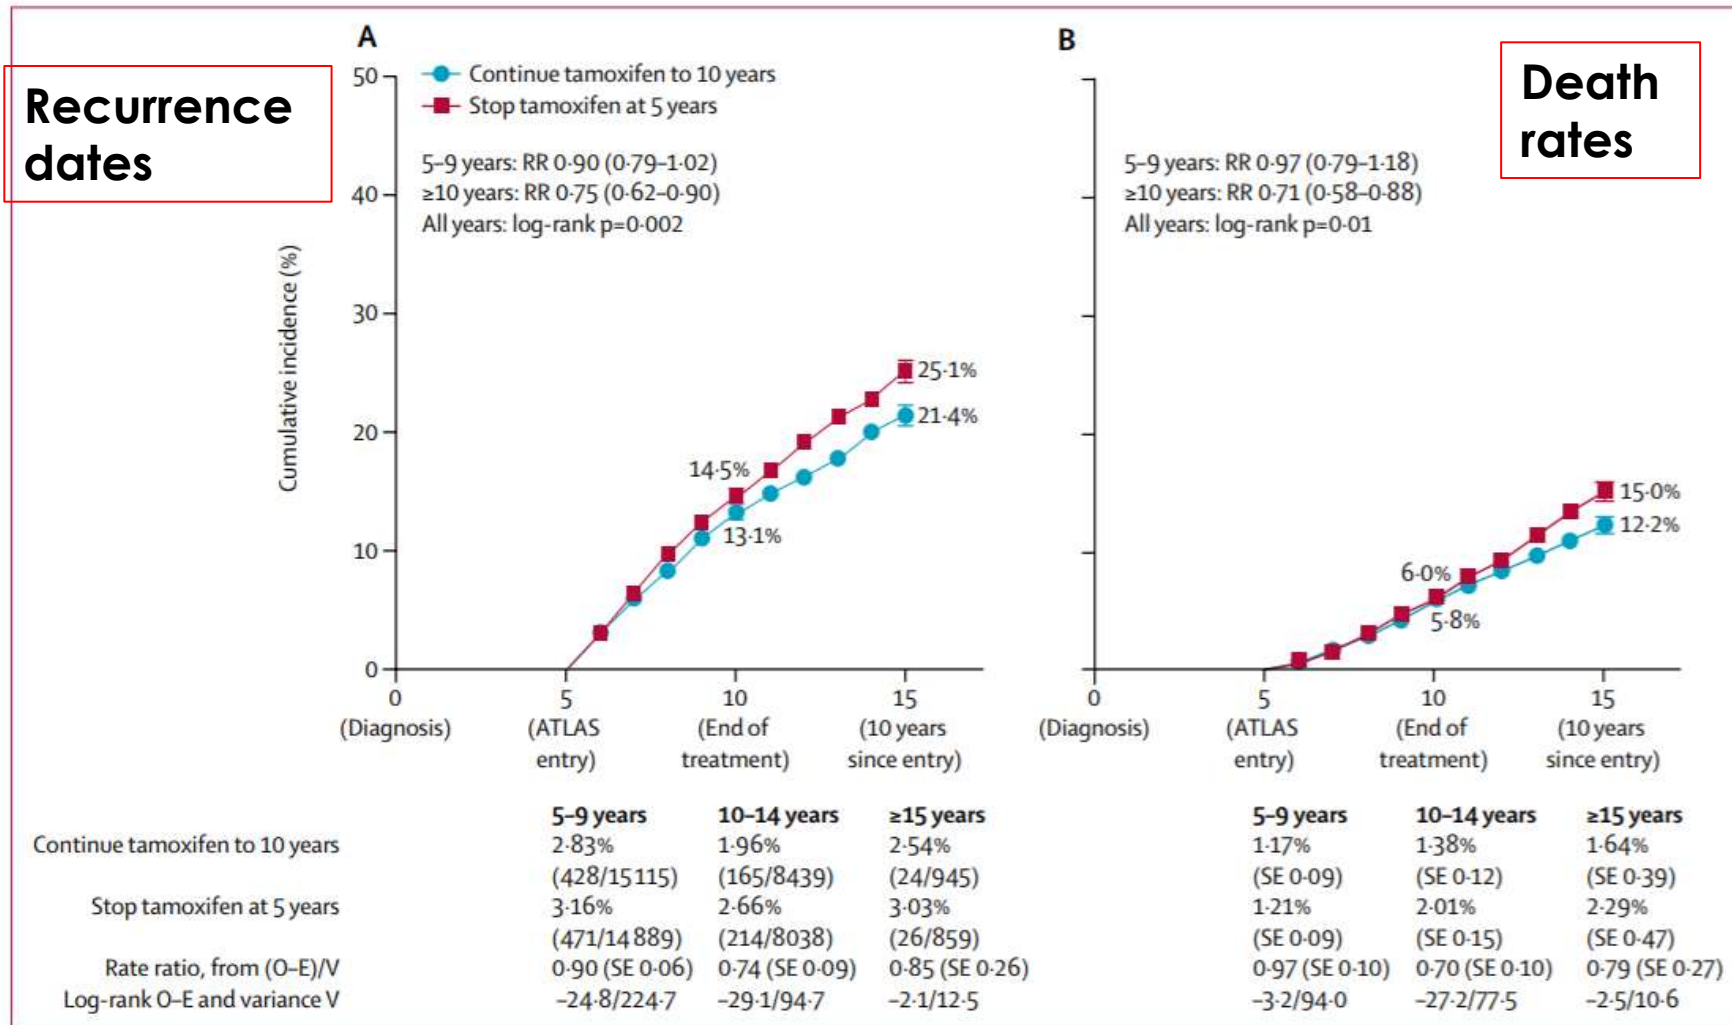 Recurrence
dates
Death
rates
A
Continue tamoxifen to 10 years
Stop tamoxifen at 5 years
5–9 years: RR 0·90 (0·79–1·02)
≥10 years: RR 0·75 (0·62–0·90)
All years: log-rank p=0·002
Cumulative incidence (%)
50
40
30
20
10
0
25·1%
21·4%
14·5%
13·1%
0
(Diagnosis)
5
(ATLAS
entry)
10
(End of
treatment)
15
(10 years
since entry)
B
5–9 years: RR 0·97 (0·79–1·18)
≥10 years: RR 0·71 (0·58–0·88)
All years: log-rank p=0·01
15·0%
12·2%
6·0%
5·8%
0
(Diagnosis)
5
(ATLAS
entry)
10
(End of
treatment)
15
(10 years
since entry)
5–9 years 10–14 years ≥15 years 5–9 years 10–14 years ≥15 years
Continue tamoxifen to 10 years 2·83% 1·96% 2·54% 1·17% 1·38% 1·64%
(428/15 115) (165/8439) (24/945) (SE 0·09) (SE 0·12) (SE 0·39)
Stop tamoxifen at 5 years 3·16% 2·66% 3·03% 1·21% 2·01% 2·29%
(471/14 889) (214/8038) (26/859) (SE 0·09) (SE 0·15) (SE 0·47)
Rate ratio, from (O–E)/V 0·90 (SE 0·06) 0·74 (SE 0·09) 0·85 (SE 0·26) 0·97 (SE 0·10) 0·70 (SE 0·10) 0·79 (SE 0·27)
Log-rank O–E and variance V –24·8/224·7 –29·1/94·7 –2·1/12·5 –3·2/94·0 –27·2/77·5 –2·5/10·6